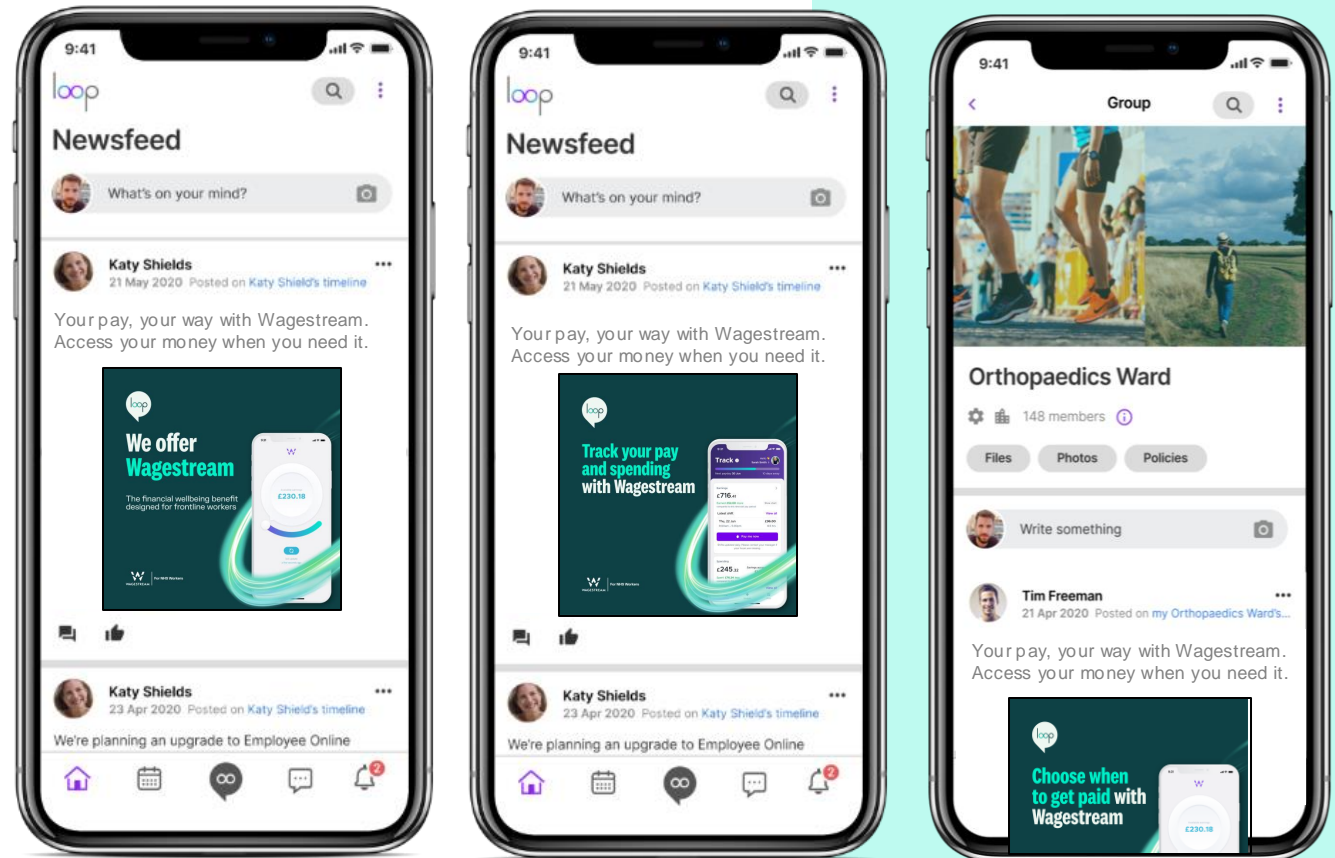 9:41
loop
Newsfeed
What's on your mind?
Katy Shields
21 May 2020 Posted on Katy Shield's timeline
Your pay, your way with Wagestream.
Access your money when you need it.
loop
We offer
Wagestream
The financial wellbeing benefit
designed for frontline workers
£230.18
WAGESTREAM
For NHS Workers
Katy Shields
23 Apr 2020 Posted on Katy Shield's timeline
We're planning an upgrade to Employee Online
2
9:41
loop
Newsfeed
What's on your mind?
Katy Shields
21 May 2020 Posted on Katy Shield's timeline
Your pay, your way with Wagestream.
Access your money when you need it.
loop
Track your pay
and spending
with Wagestream
Track
£716
View all
Pay me now
£245
WAGESTREAM
For NHS Workers
Katy Shields
23 Apr 2020 Posted on Katy Shield's timeline
We're planning an upgrade to Employee Online
2
9:41
Group
Orthopaedics Ward
148 members
Files
Photos
Policies
Write something
Tim Freeman
21 Apr 2020 Posted on my Orthopaedics Ward's...
Your pay, your way with Wagestream.
Access your money when you need it.
loop
Choose when
to get paid with
Wagestream
£230.18